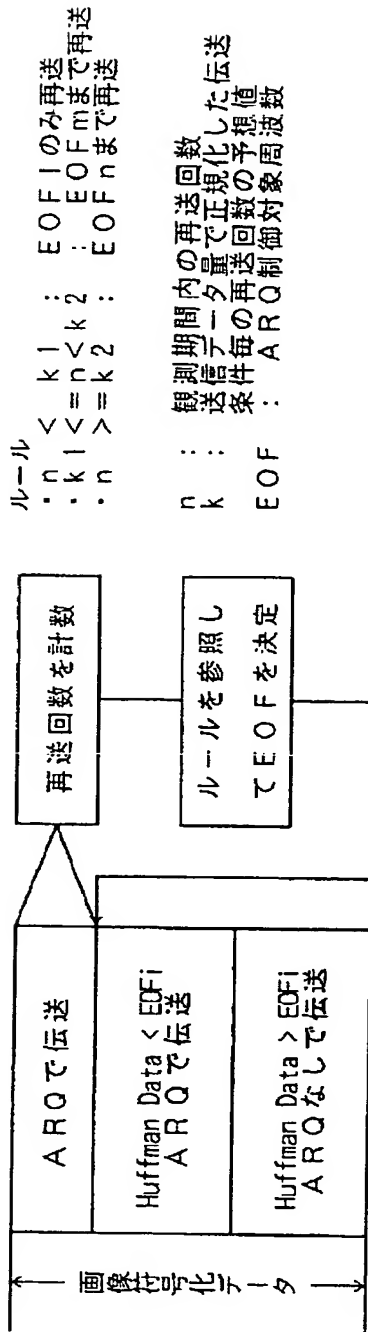 画像符号化データ
ARQで伝送
Huffman Data < EOFi
ARQで伝送
Huffman Data > EOFi
ARQなしで伝送
再送回数を計数
ルールを参照し
てEOFを決定
ルール
・n < k1 : EOFlのみ再送
・k1<=n<k2 : EOFmまで再送
・n >=k2 : EOFnまで再送
n : 観測期間内の再送回数
k : 送信データ量で正規化した伝送
条件毎の再送回数の予想値
EOF : ARQ制御対象周波数